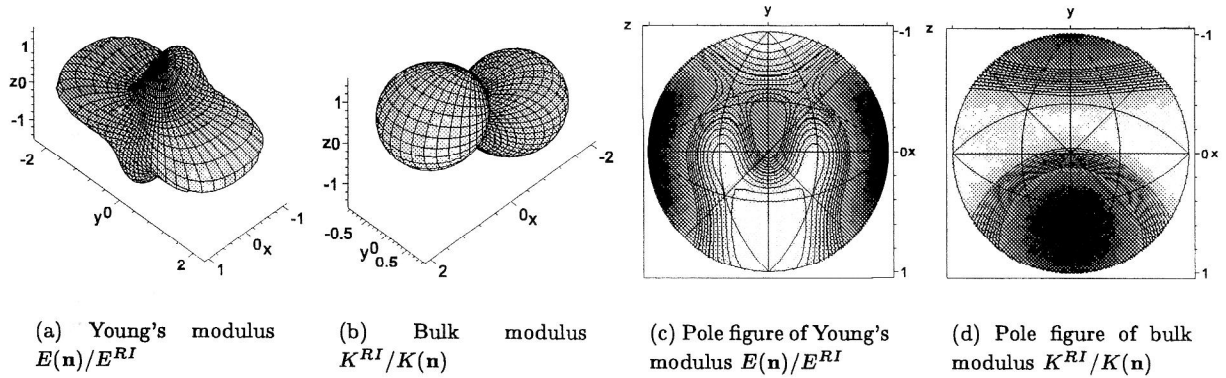 1
z0
-1
-2
y0
2
1
0x
-1
1
z0
-1
-0.5
y0
0.5
2
0x
-2
z
y
-1
0x
1
z
y
-1
0x
1
(a) Young's modulus
E(n)/E^{RI}
(b) Bulk modulus
K^{RI}/K(n)
(c) Pole figure of Young's
modulus E(n)/E^{RI}
(d) Pole figure of bulk
modulus K^{RI}/K(n)